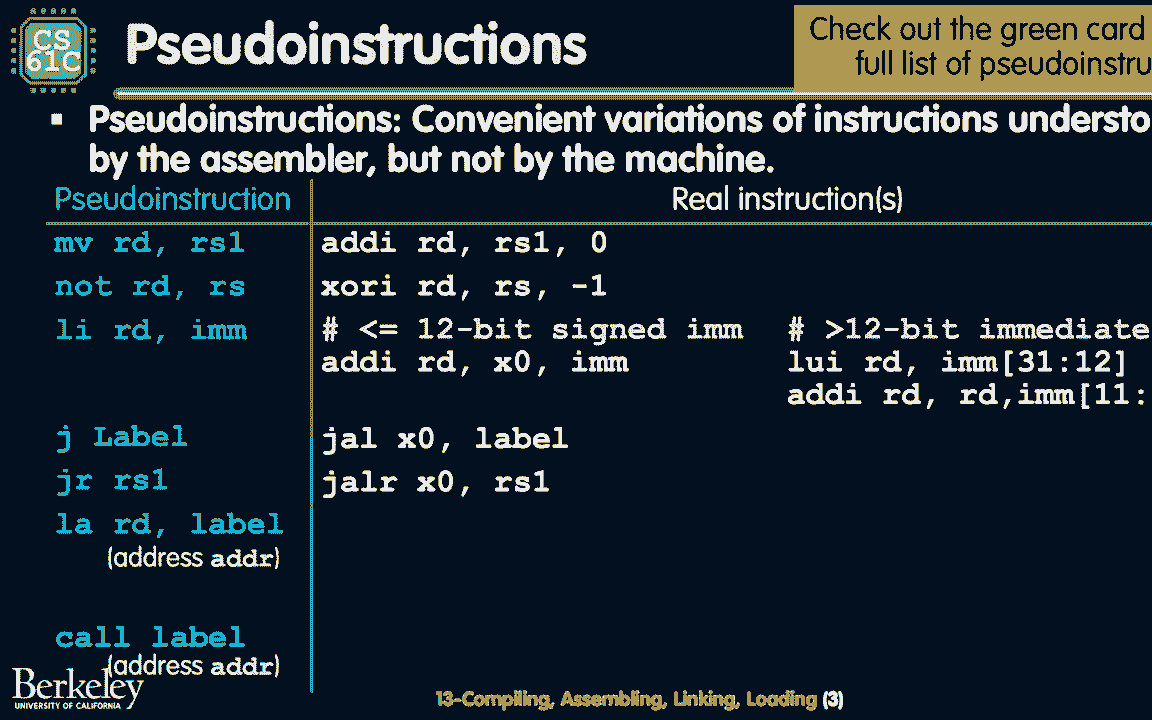 CS
61C
Pseudoinstructions
Check out the green card
full list of pseudoinstru
▪ Pseudoinstructions: Convenient variations of instructions understo
by the assembler, but not by the machine.
Pseudoinstruction Real instruction(s)
mv rd, rs1 addi rd, rs1, 0
not rd, rs xori rd, rs, -1
li rd, imm # <= 12-bit signed imm # >12-bit immediate
addi rd, x0, imm lui rd, imm[31:12]
addi rd, rd,imm[11:
j Label jal x0, label
jr rs1 jalr x0, rs1
la rd, label
(address addr)
call label
(address addr)
Berkeley
UNIVERSITY OF CALIFORNIA
13-Compiling, Assembling, Linking, Loading (3)